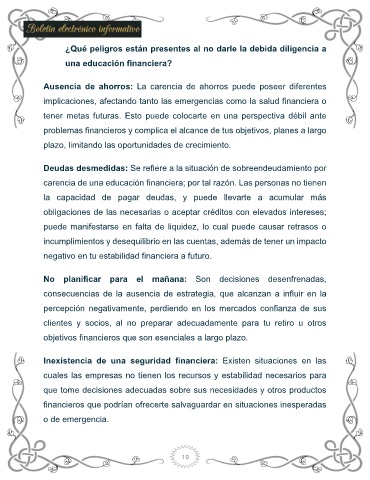 Boletín electrónico informativo
¿Qué peligros están presentes al no darle la debida diligencia a
una educación financiera?
Ausencia de ahorros: La carencia de ahorros puede poseer diferentes
implicaciones, afectando tanto las emergencias como la salud financiera o
tener metas futuras. Esto puede colocarte en una perspectiva débil ante
problemas financieros y complica el alcance de tus objetivos, planes a largo
plazo, limitando las oportunidades de crecimiento.
Deudas desmedidas: Se refiere a la situación de sobreendeudamiento por
carencia de una educación financiera; por tal razón. Las personas no tienen
la capacidad de pagar deudas, y puede llevarte a acumular más
obligaciones de las necesarias o aceptar créditos con elevados intereses;
puede manifestarse en falta de liquidez, lo cual puede causar retrasos o
incumplimientos y desequilibrio en las cuentas, además de tener un impacto
negativo en tu estabilidad financiera a futuro.
No planificar para el mañana: Son decisiones desenfrenadas,
consecuencias de la ausencia de estrategia, que alcanzan a influir en la
percepción negativamente, perdiendo en los mercados confianza de sus
clientes y socios, al no preparar adecuadamente para tu retiro u otros
objetivos financieros que son esenciales a largo plazo.
Inexistencia de una seguridad financiera: Existen situaciones en las
cuales las empresas no tienen los recursos y estabilidad necesarios para
que tome decisiones adecuadas sobre sus necesidades y otros productos
financieros que podrían ofrecerte salvaguardar en situaciones inesperadas
o de emergencia.
19